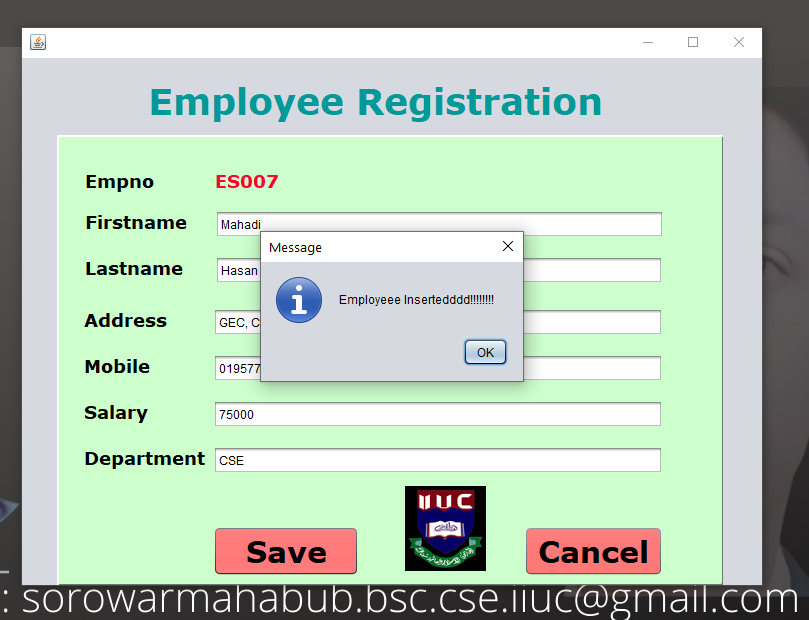 Employee Registration
Empno ES007
Firstname Mahadi
Message
Lastname Hasan
Employeee Insertedddd!!!!!!!!
Address GEC, C
OK
Mobile 019577
Salary 75000
Department CSE
IIUC
Save Cancel
: sorowarmahabub.bsc.cse.iiuc@gmail.com